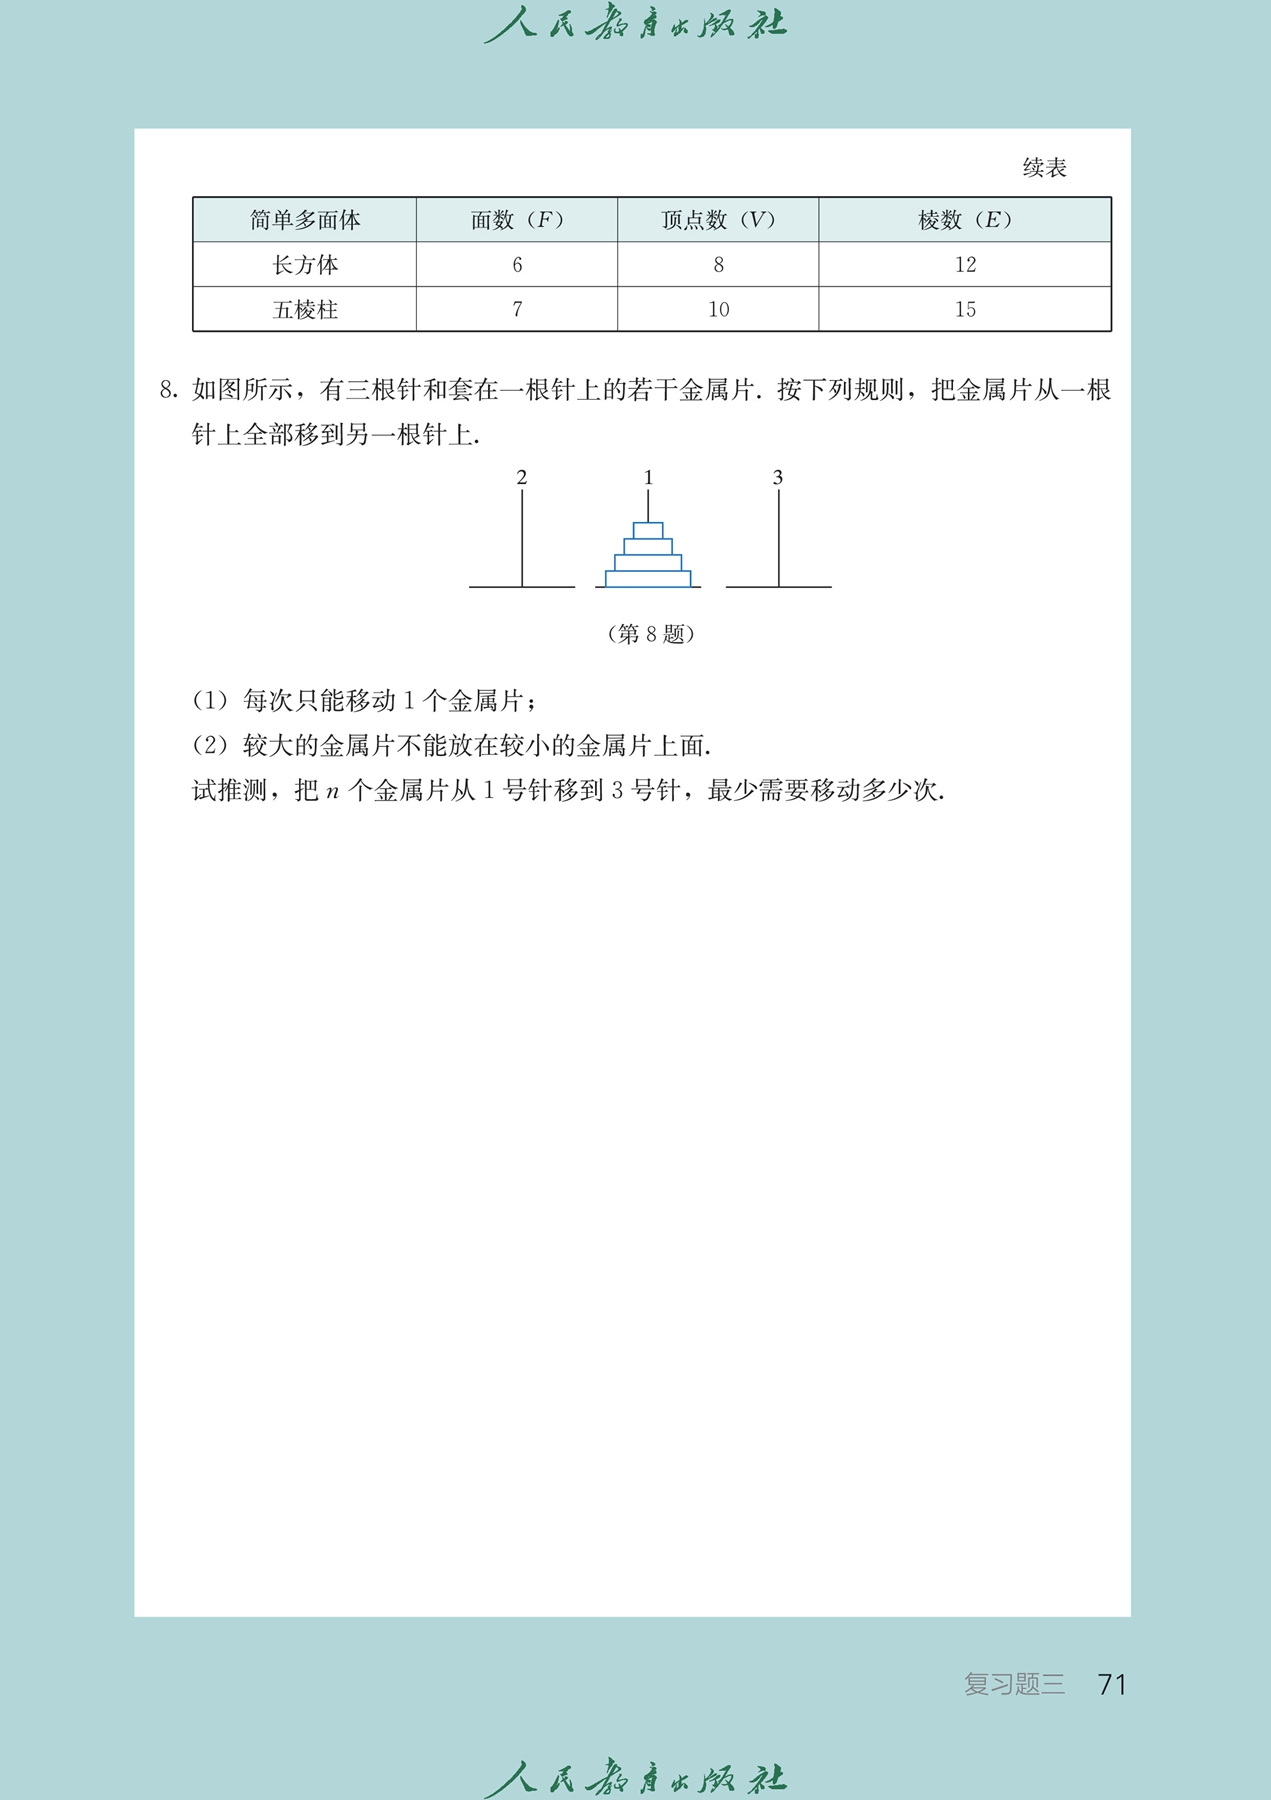 人民教育出版社
续表
简单多面体 面数（F） 顶点数（V） 棱数（E）
长方体 6 8 12
五棱柱 7 10 15
8. 如图所示，有三根针和套在一根针上的若干金属片. 按下列规则，把金属片从一根
针上全部移到另一根针上.
2 1 3
（第 8 题）
（1）每次只能移动 1 个金属片；
（2）较大的金属片不能放在较小的金属片上面.
试推测，把 n 个金属片从 1 号针移到 3 号针，最少需要移动多少次.
复习题三 71
人民教育出版社